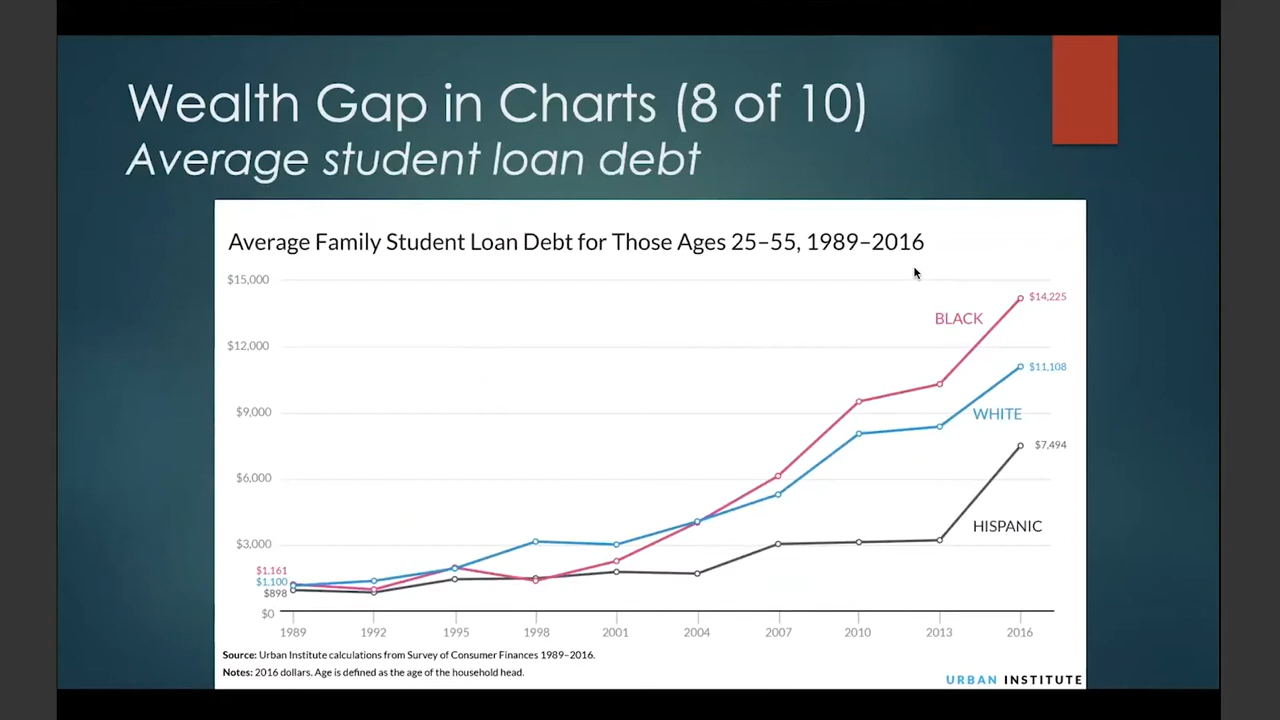 Wealth Gap in Charts (8 of 10)
Average student loan debt
Average Family Student Loan Debt for Those Ages 25–55, 1989–2016
$15,000
$14,225
BLACK
$12,000
$11,108
$9,000
WHITE
$7,494
$6,000
HISPANIC
$3,000
$1,161
$1,100
$898
$0
1989 1992 1995 1998 2001 2004 2007 2010 2013 2016
Source: Urban Institute calculations from Survey of Consumer Finances 1989–2016.
Notes: 2016 dollars. Age is defined as the age of the household head.
URBAN INSTITUTE